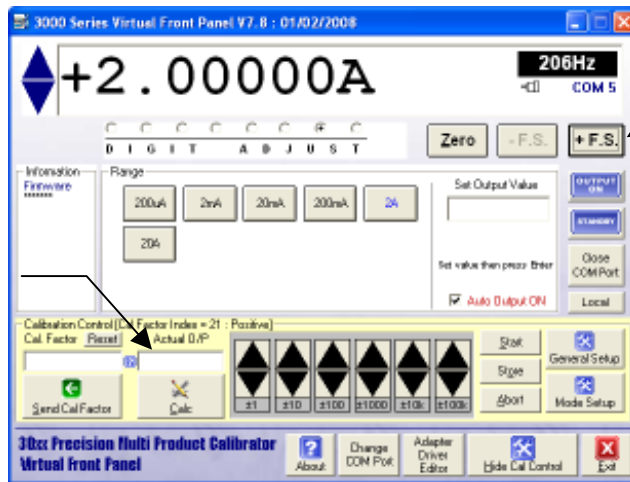 3000 Series Virtual Front Panel V7.8 : 01/02/2008
+2.00000A
206Hz
COM 5
DIGIT ADJUST
Zero
- F.S.
+ F.S.
Information
Firmware
Range
200uA
2mA
20mA
200mA
2A
20A
Set Output Value
Set value then press Enter
Auto Output ON
OUTPUT ON
STANDBY
Close
COM Port
Local
Calibration Control [Cal Factor Index = 21 : Positive]
Cal. Factor
Reset
Actual O/P
Send Cal Factor
Calc
±1
±10
±100
±1000
±10k
±100k
Start
Store
Abort
General Setup
Mode Setup
30xx Precision Multi Product Calibrator
Virtual Front Panel
About
Change
COM Port
Adapter
Driver
Editor
Hide Cal Control
Exit